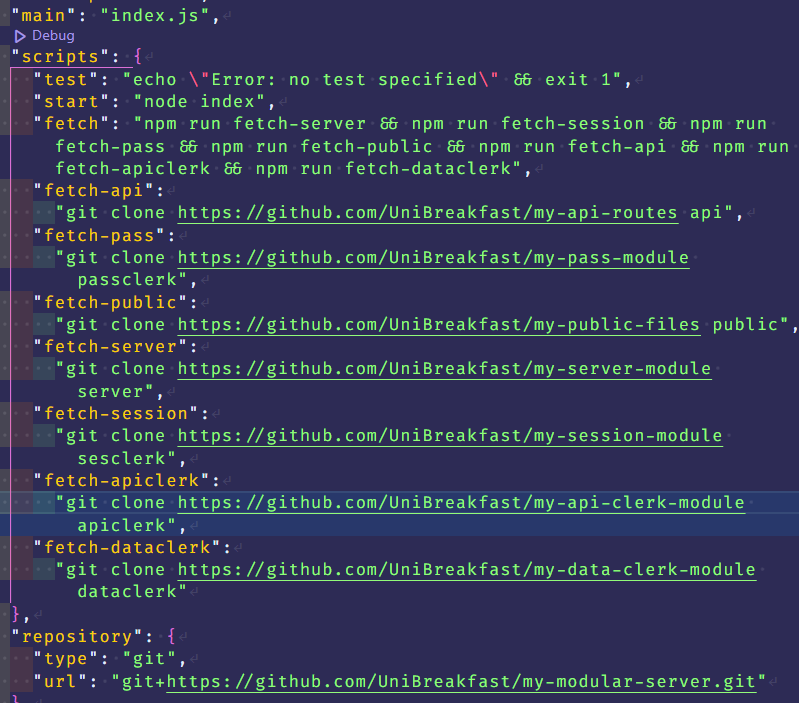 "main": "index.js",
Debug
"scripts": {
"test": "echo \"Error: no test specified\" && exit 1",
"start": "node index",
"fetch": "npm run fetch-server && npm run fetch-session && npm run
fetch-pass && npm run fetch-public && npm run fetch-api && npm run
fetch-apiclerk && npm run fetch-dataclerk",
"fetch-api":
"git clone https://github.com/UniBreakfast/my-api-routes api",
"fetch-pass":
"git clone https://github.com/UniBreakfast/my-pass-module
passclerk",
"fetch-public":
"git clone https://github.com/UniBreakfast/my-public-files public",
"fetch-server":
"git clone https://github.com/UniBreakfast/my-server-module
server",
"fetch-session":
"git clone https://github.com/UniBreakfast/my-session-module
sesclerk",
"fetch-apiclerk":
"git clone https://github.com/UniBreakfast/my-api-clerk-module
apiclerk",
"fetch-dataclerk":
"git clone https://github.com/UniBreakfast/my-data-clerk-module
dataclerk"
},
"repository": {
"type": "git",
"url": "git+https://github.com/UniBreakfast/my-modular-server.git"
}